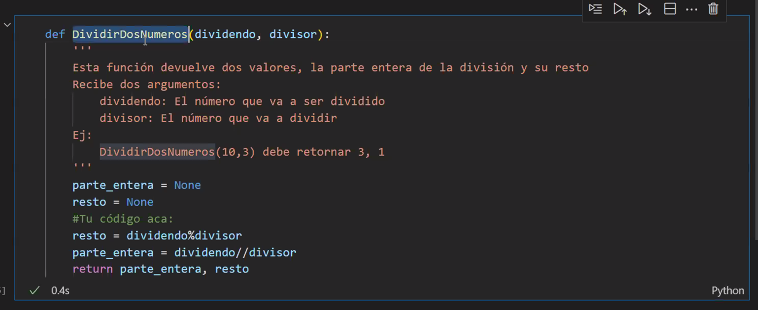 def DividirDosNumeros(dividendo, divisor):
'''
Esta función devuelve dos valores, la parte entera de la división y su resto
Recibe dos argumentos:
dividendo: El número que va a ser dividido
divisor: El número que va a dividir
Ej:
DividirDosNumeros(10,3) debe retornar 3, 1
'''
parte_entera = None
resto = None
#Tu código aca:
resto = dividendo%divisor
parte_entera = dividendo//divisor
return parte_entera, resto
0.4s Python